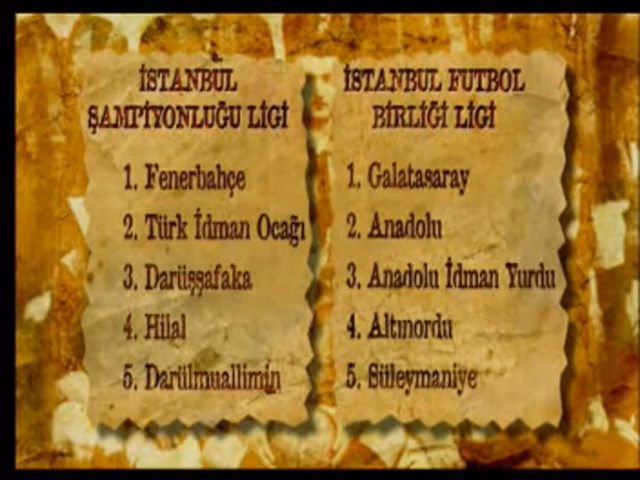 İSTANBUL
ŞAMPİYONLUĞU LİGİ
1. Fenerbahçe
2. Türk İdman Ocağı
3. Darüşşafaka
4. Hilal
5. Darülmuallimin
İSTANBUL FUTBOL
BİRLİĞİ LİGİ
1. Galatasaray
2. Anadolu
3. Anadolu İdman Yurdu
4. Altınordu
5. Süleymaniye